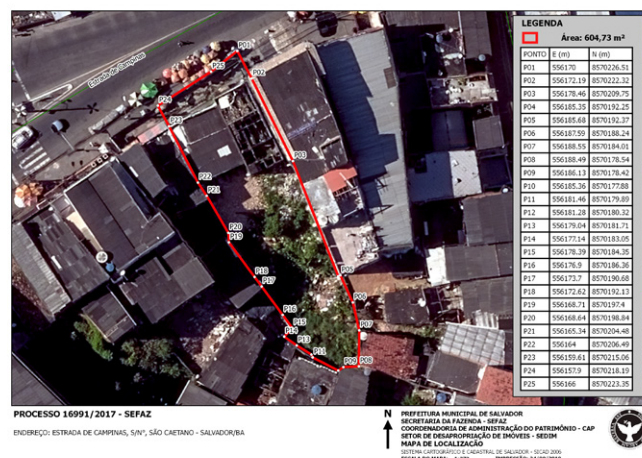 LEGENDA
Área: 604,73 m²
PONTO E (m) N (m)
P01 556170 8570226.51
P02 556172.19 8570222.32
P03 556178.46 8570209.75
P04 556185.35 8570192.25
P05 556185.68 8570192.37
P06 556187.59 8570188.24
P07 556188.55 8570184.01
P08 556188.49 8570178.54
P09 556186.13 8570178.42
P10 556185.36 8570177.88
P11 556181.46 8570179.89
P12 556181.28 8570180.32
P13 556179.04 8570181.71
P14 556177.14 8570183.05
P15 556178.39 8570184.35
P16 556176.9 8570186.36
P17 556173.7 8570190.68
P18 556172.62 8570192.13
P19 556168.71 8570197.4
P20 556168.64 8570198.84
P21 556165.34 8570204.48
P22 556164 8570206.49
P23 556159.61 8570215.06
P24 556157.9 8570218.19
P25 556166 8570223.35
Estrada de Campinas
P01
P25
P02
P24
P23
P03
P22
P21
P20
P19
P18
P17
P05
P06
P16
P15
P07
P14
P13
P11
P09
P08
PROCESSO 16991/2017 - SEFAZ
ENDEREÇO: ESTRADA DE CAMPINAS, S/Nº, SÃO CAETANO - SALVADOR/BA
N
PREFEITURA MUNICIPAL DE SALVADOR
SECRETARIA DA FAZENDA - SEFAZ
COORDENADORIA DE ADMINISTRAÇÃO DO PATRIMÔNIO - CAP
SETOR DE DESAPROPRIAÇÃO DE IMÓVEIS - SEDIM
MAPA DE LOCALIZAÇÃO
SISTEMA CARTOGRÁFICO E CADASTRAL DE SALVADOR - SICAD 2006